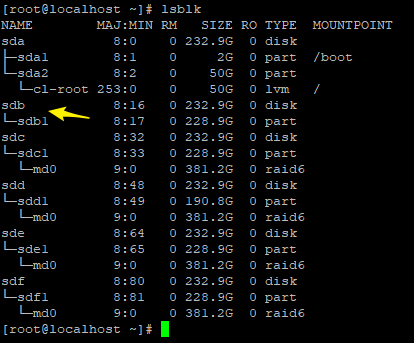 [root@localhost ~]# lsblk
NAME        MAJ:MIN RM   SIZE RO TYPE  MOUNTPOINT
sda           8:0    0 232.9G  0 disk
├─sda1        8:1    0     2G  0 part  /boot
└─sda2        8:2    0    50G  0 part
  └─cl-root 253:0    0    50G  0 lvm   /
sdb           8:16   0 232.9G  0 disk
└─sdb1        8:17   0 228.9G  0 part
sdc           8:32   0 232.9G  0 disk
└─sdc1        8:33   0 228.9G  0 part
  └─md0       9:0    0 381.2G  0 raid6
sdd           8:48   0 232.9G  0 disk
└─sdd1        8:49   0 190.8G  0 part
  └─md0       9:0    0 381.2G  0 raid6
sde           8:64   0 232.9G  0 disk
└─sde1        8:65   0 228.9G  0 part
  └─md0       9:0    0 381.2G  0 raid6
sdf           8:80   0 232.9G  0 disk
└─sdf1        8:81   0 228.9G  0 part
  └─md0       9:0    0 381.2G  0 raid6
[root@localhost ~]#